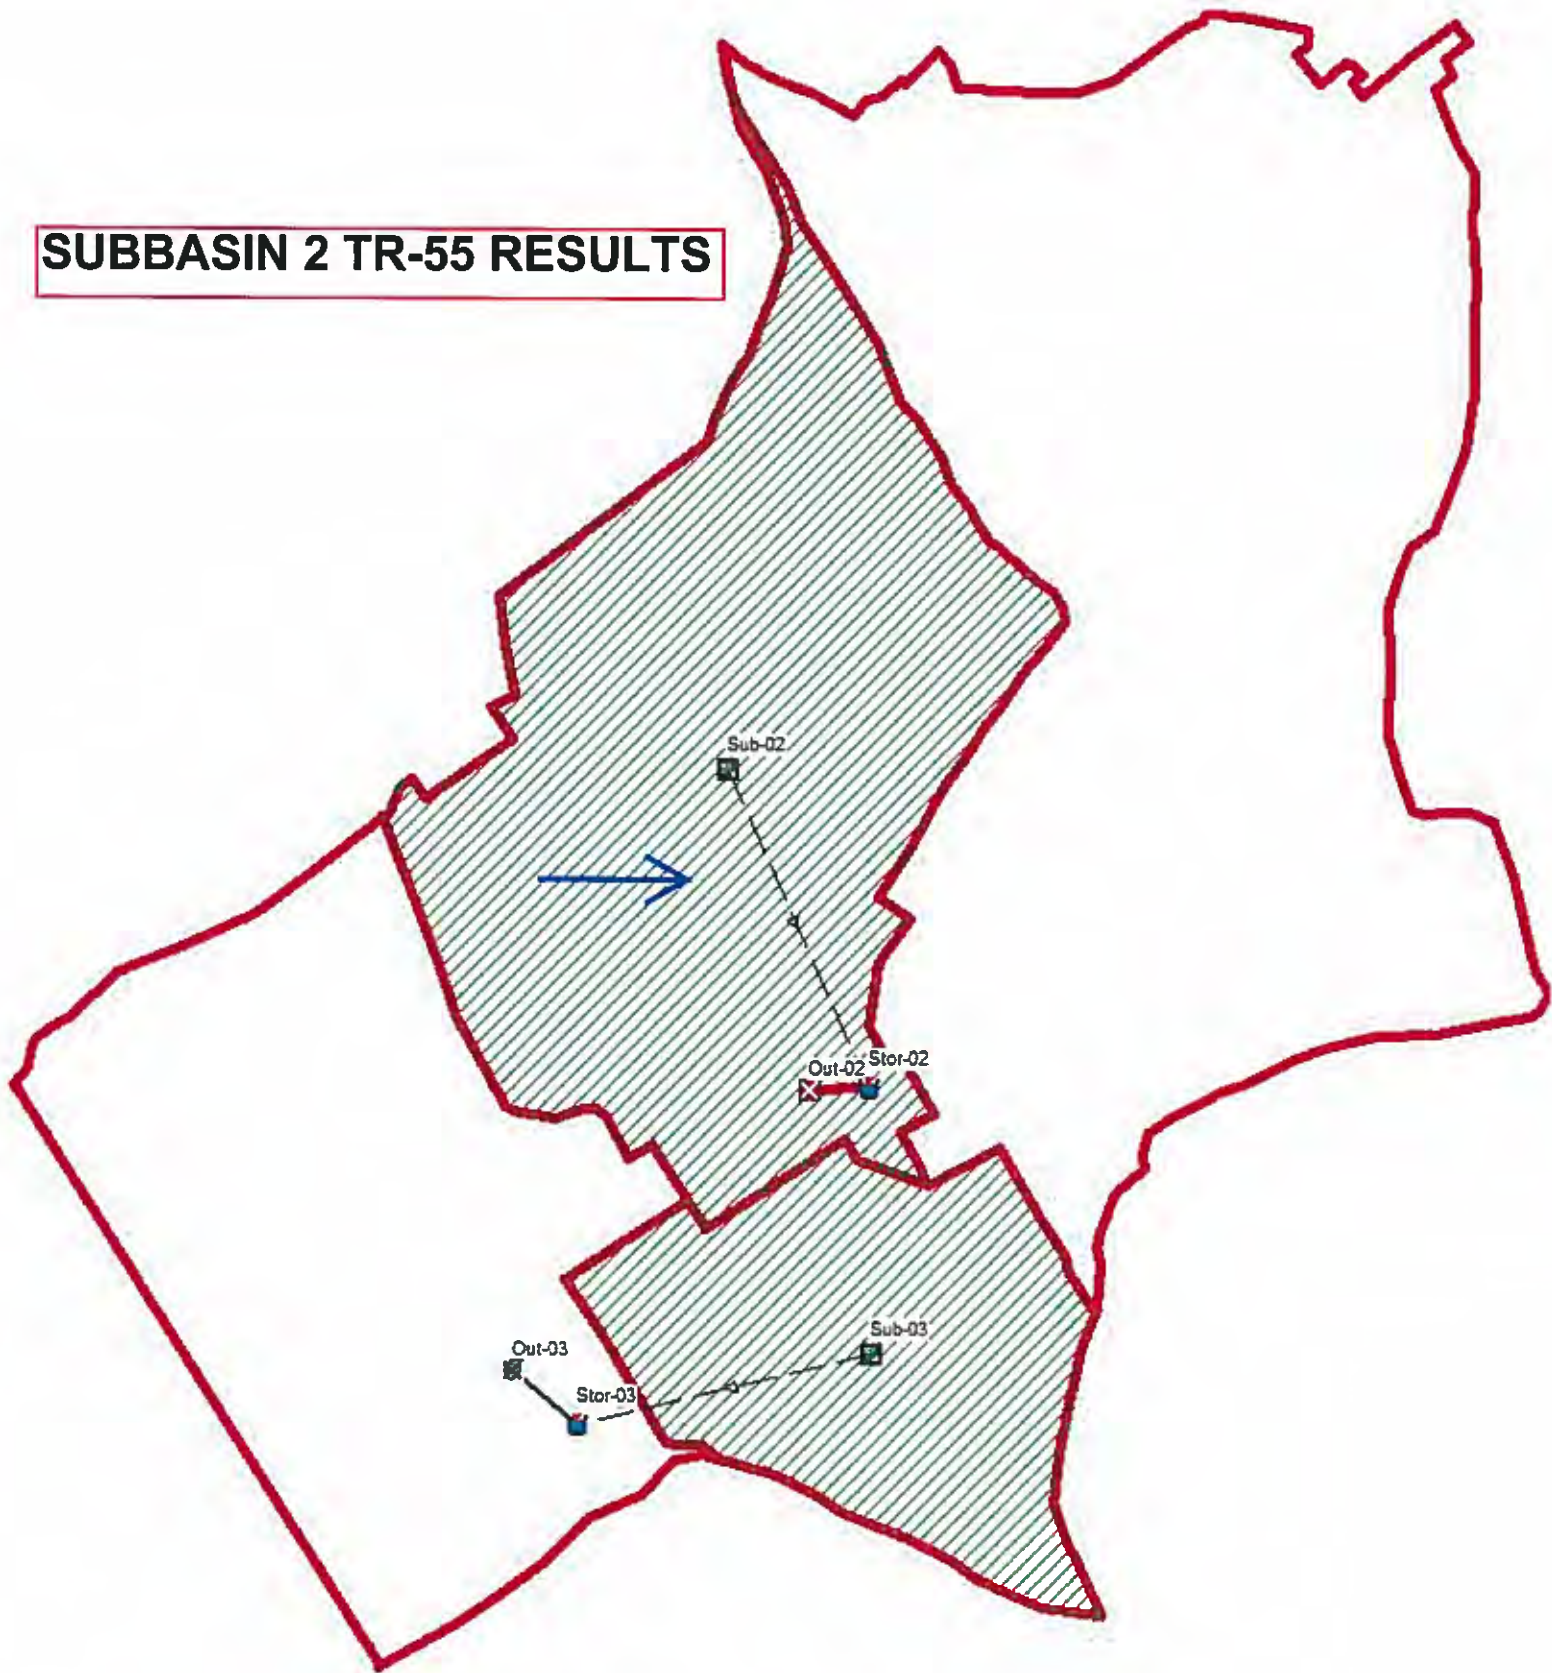 SUBBASIN 2 TR-55 RESULTS
Sub-02
Out-02
Stor-02
Sub-03
Out-03
Stor-03